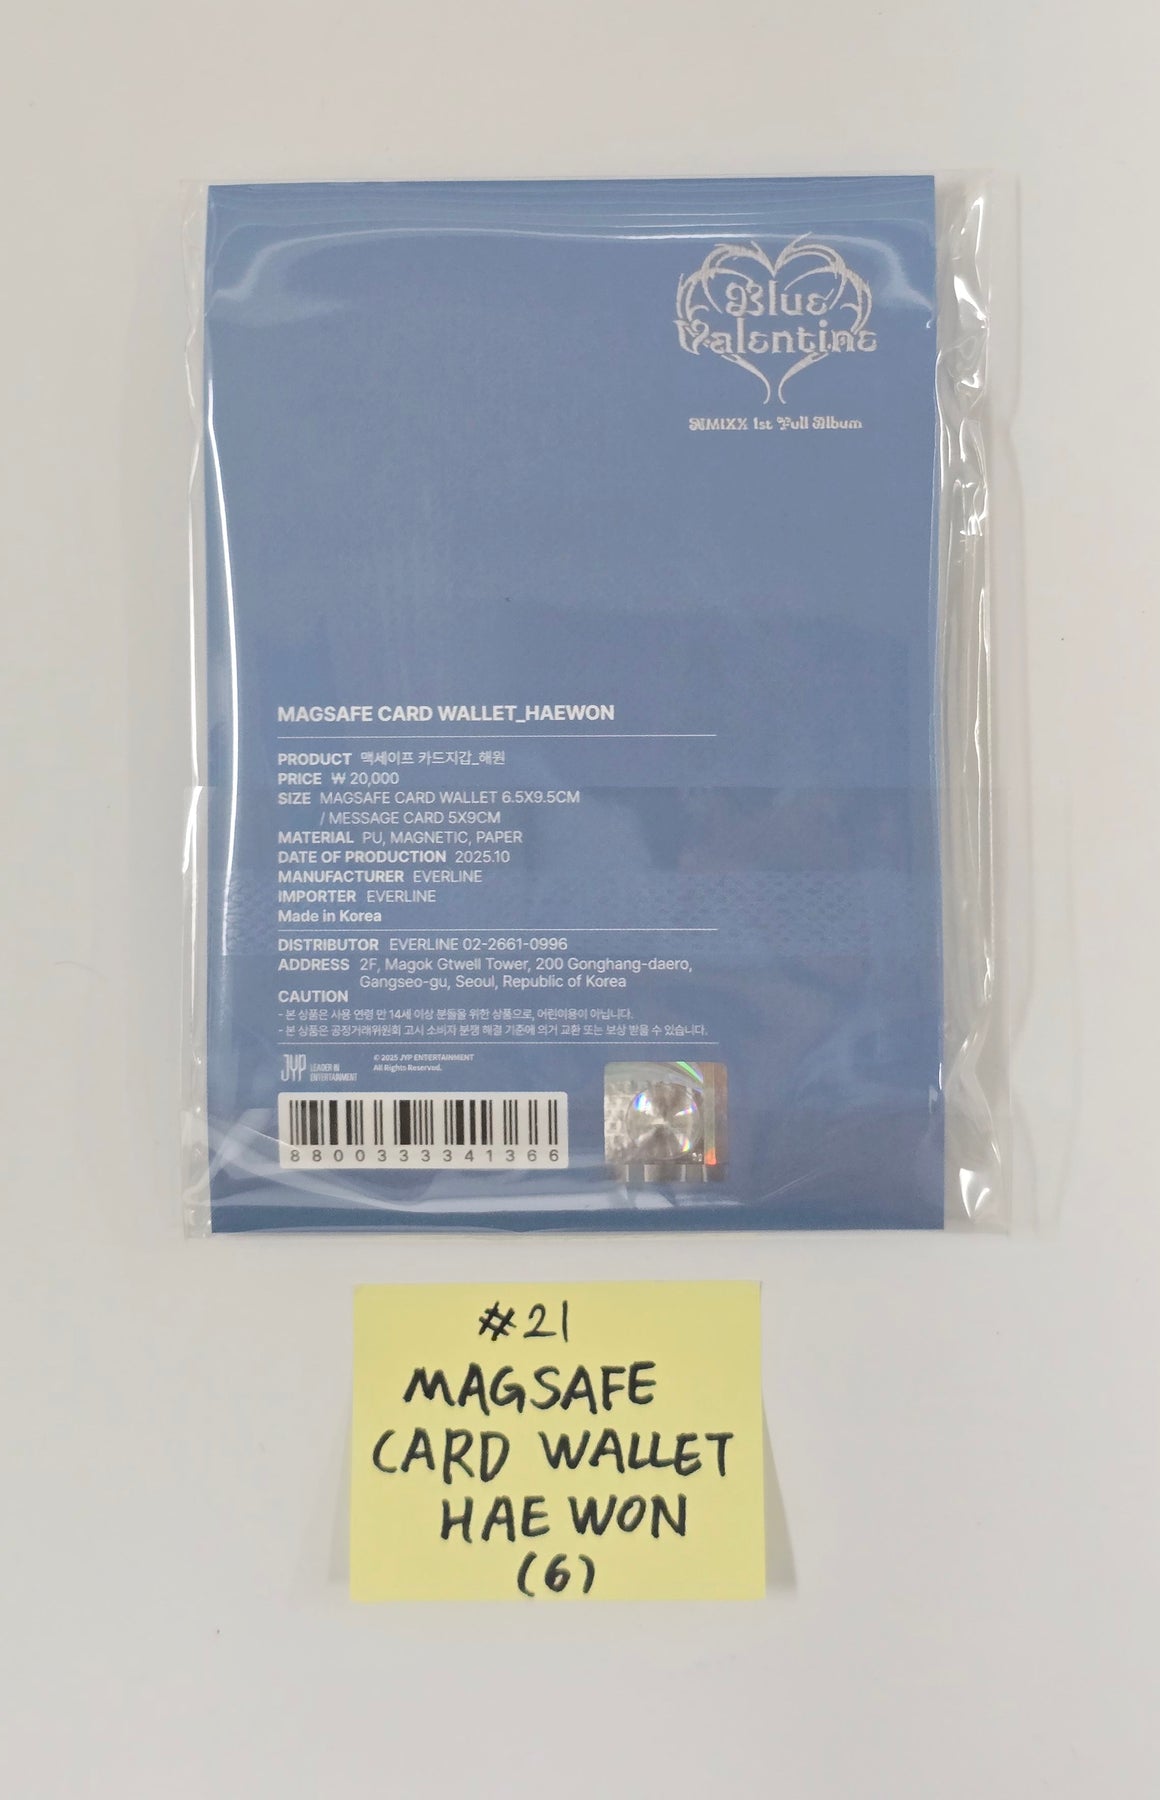 Blue
Valentine
NMIXX 1st Full Album
MAGSAFE CARD WALLET_HAEWON
PRODUCT 맥세이프 카드지갑_해원
PRICE ₩ 20,000
SIZE MAGSAFE CARD WALLET 6.5X9.5CM
/ MESSAGE CARD 5X9CM
MATERIAL PU, MAGNETIC, PAPER
DATE OF PRODUCTION 2025.10
MANUFACTURER EVERLINE
IMPORTER EVERLINE
Made in Korea
DISTRIBUTOR EVERLINE 02-2661-0996
ADDRESS 2F, Magok Gtwell Tower, 200 Gonghang-daero,
Gangseo-gu, Seoul, Republic of Korea
CAUTION
- 본 상품은 사용 연령 만 14세 이상 분들을 위한 상품으로, 어린이용이 아닙니다.
- 본 상품은 공정거래위원회 고시 소비자 분쟁 해결 기준에 의거 교환 또는 보상 받을 수 있습니다.
JYP LEADER IN
ENTERTAINMENT
© 2025 JYP ENTERTAINMENT
All Rights Reserved.
8800333341366
#21
MAGSAFE
CARD WALLET
HAE WON
(6)